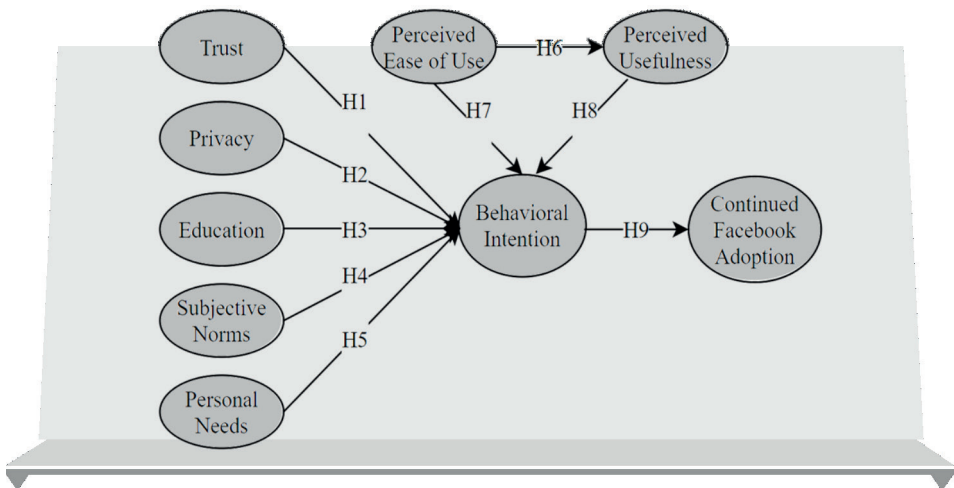 Trust
Perceived
Ease of Use
H6
Perceived
Usefulness
H1
H7
H8
Privacy
H2
Education
H3
Behavioral
Intention
H9
Continued
Facebook
Adoption
H4
Subjective
Norms
H5
Personal
Needs